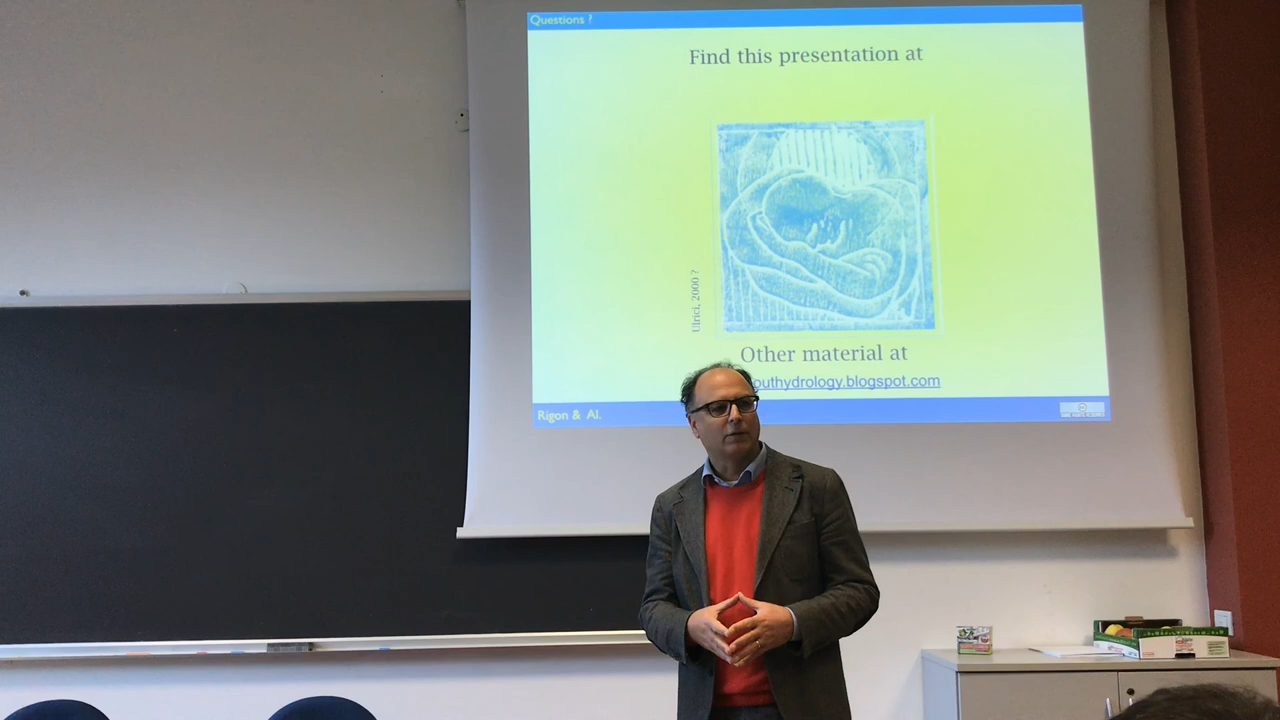 Questions ?
Find this presentation at
Ulrici, 2000 ?
Other material at
outhydrology.blogspot.com
Rigon & Al.